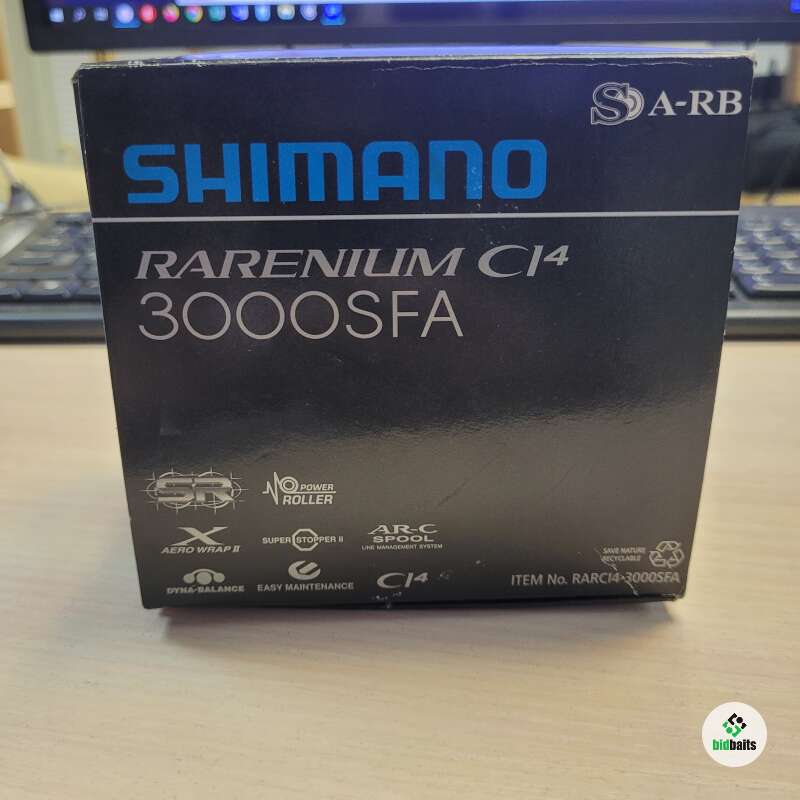 A-RB
SHIMANO
RARENIUM CI4
3000SFA
SR
POWER
ROLLER
X
AERO WRAP II
SUPER STOPPER II
AR-C
SPOOL
LINE MANAGEMENT SYSTEM
DYNA-BALANCE
EASY MAINTENANCE
CI4
SAVE NATURE
RECYCLABLE
ITEM No. RARCI4-3000SFA
bidbaits